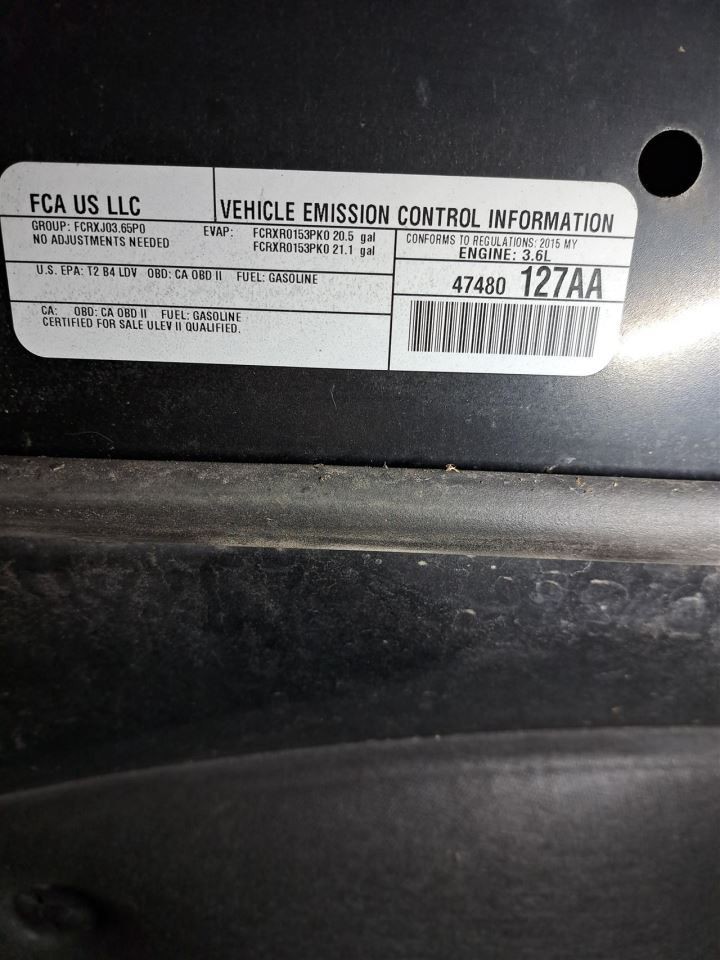 FCA US LLC
VEHICLE EMISSION CONTROL INFORMATION
GROUP: FCRXJ03.65P0
NO ADJUSTMENTS NEEDED
EVAP: FCRXR0153PK0 20.5 gal
FCRXR0153PK0 21.1 gal
CONFORMS TO REGULATIONS: 2015 MY
ENGINE: 3.6L
U.S. EPA: T2 B4 LDV OBD: CA OBD II FUEL: GASOLINE
47480 127AA
CA: OBD: CA OBD II FUEL: GASOLINE
CERTIFIED FOR SALE ULEV II QUALIFIED.